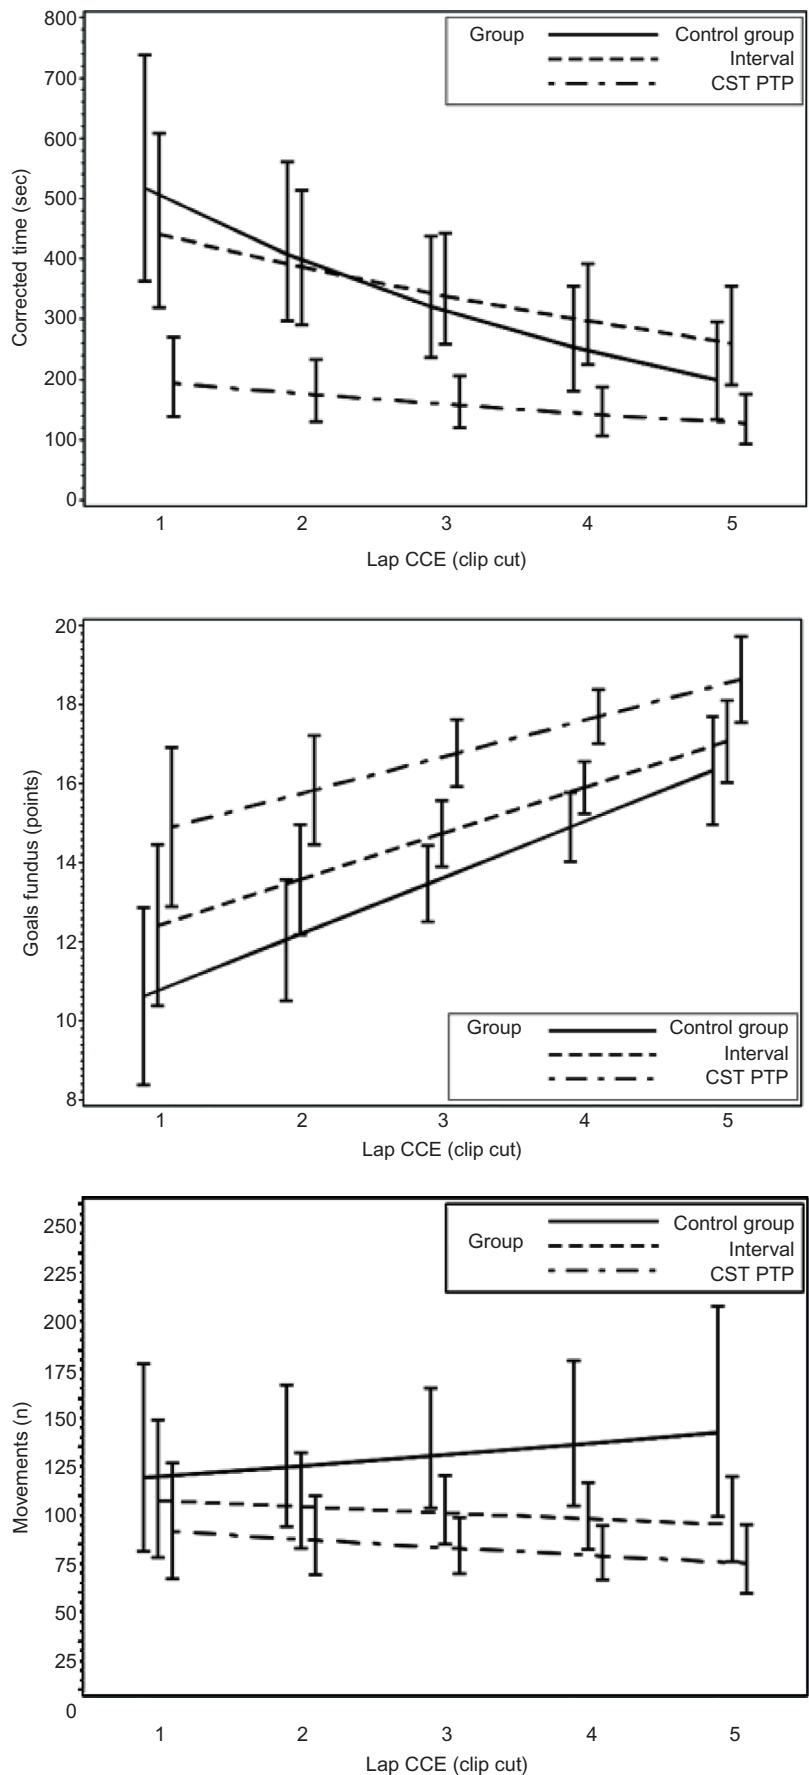 800
Group Control group
700
Interval
CST PTP
600
500
400
300
200
100
0
Corrected time (sec)
1 2 3 4 5
Lap CCE (clip cut)
20
18
16
14
12
10
8
Goals fundus (points)
Group Control group
Interval
CST PTP
1 2 3 4 5
Lap CCE (clip cut)
250
225
200
175
150
125
100
75
50
25
0
Movements (n)
Control group
Group Interval
CST PTP
1 2 3 4 5
Lap CCE (clip cut)